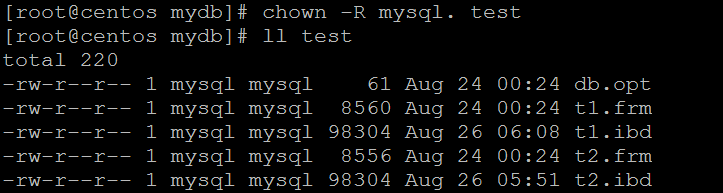 [root@centos mydb]# chown -R mysql. test
[root@centos mydb]# ll test
total 220
-rw-r--r-- 1 mysql mysql    61 Aug 24 00:24 db.opt
-rw-r--r-- 1 mysql mysql  8560 Aug 24 00:24 t1.frm
-rw-r--r-- 1 mysql mysql 98304 Aug 26 06:08 t1.ibd
-rw-r--r-- 1 mysql mysql  8556 Aug 24 00:24 t2.frm
-rw-r--r-- 1 mysql mysql 98304 Aug 26 05:51 t2.ibd